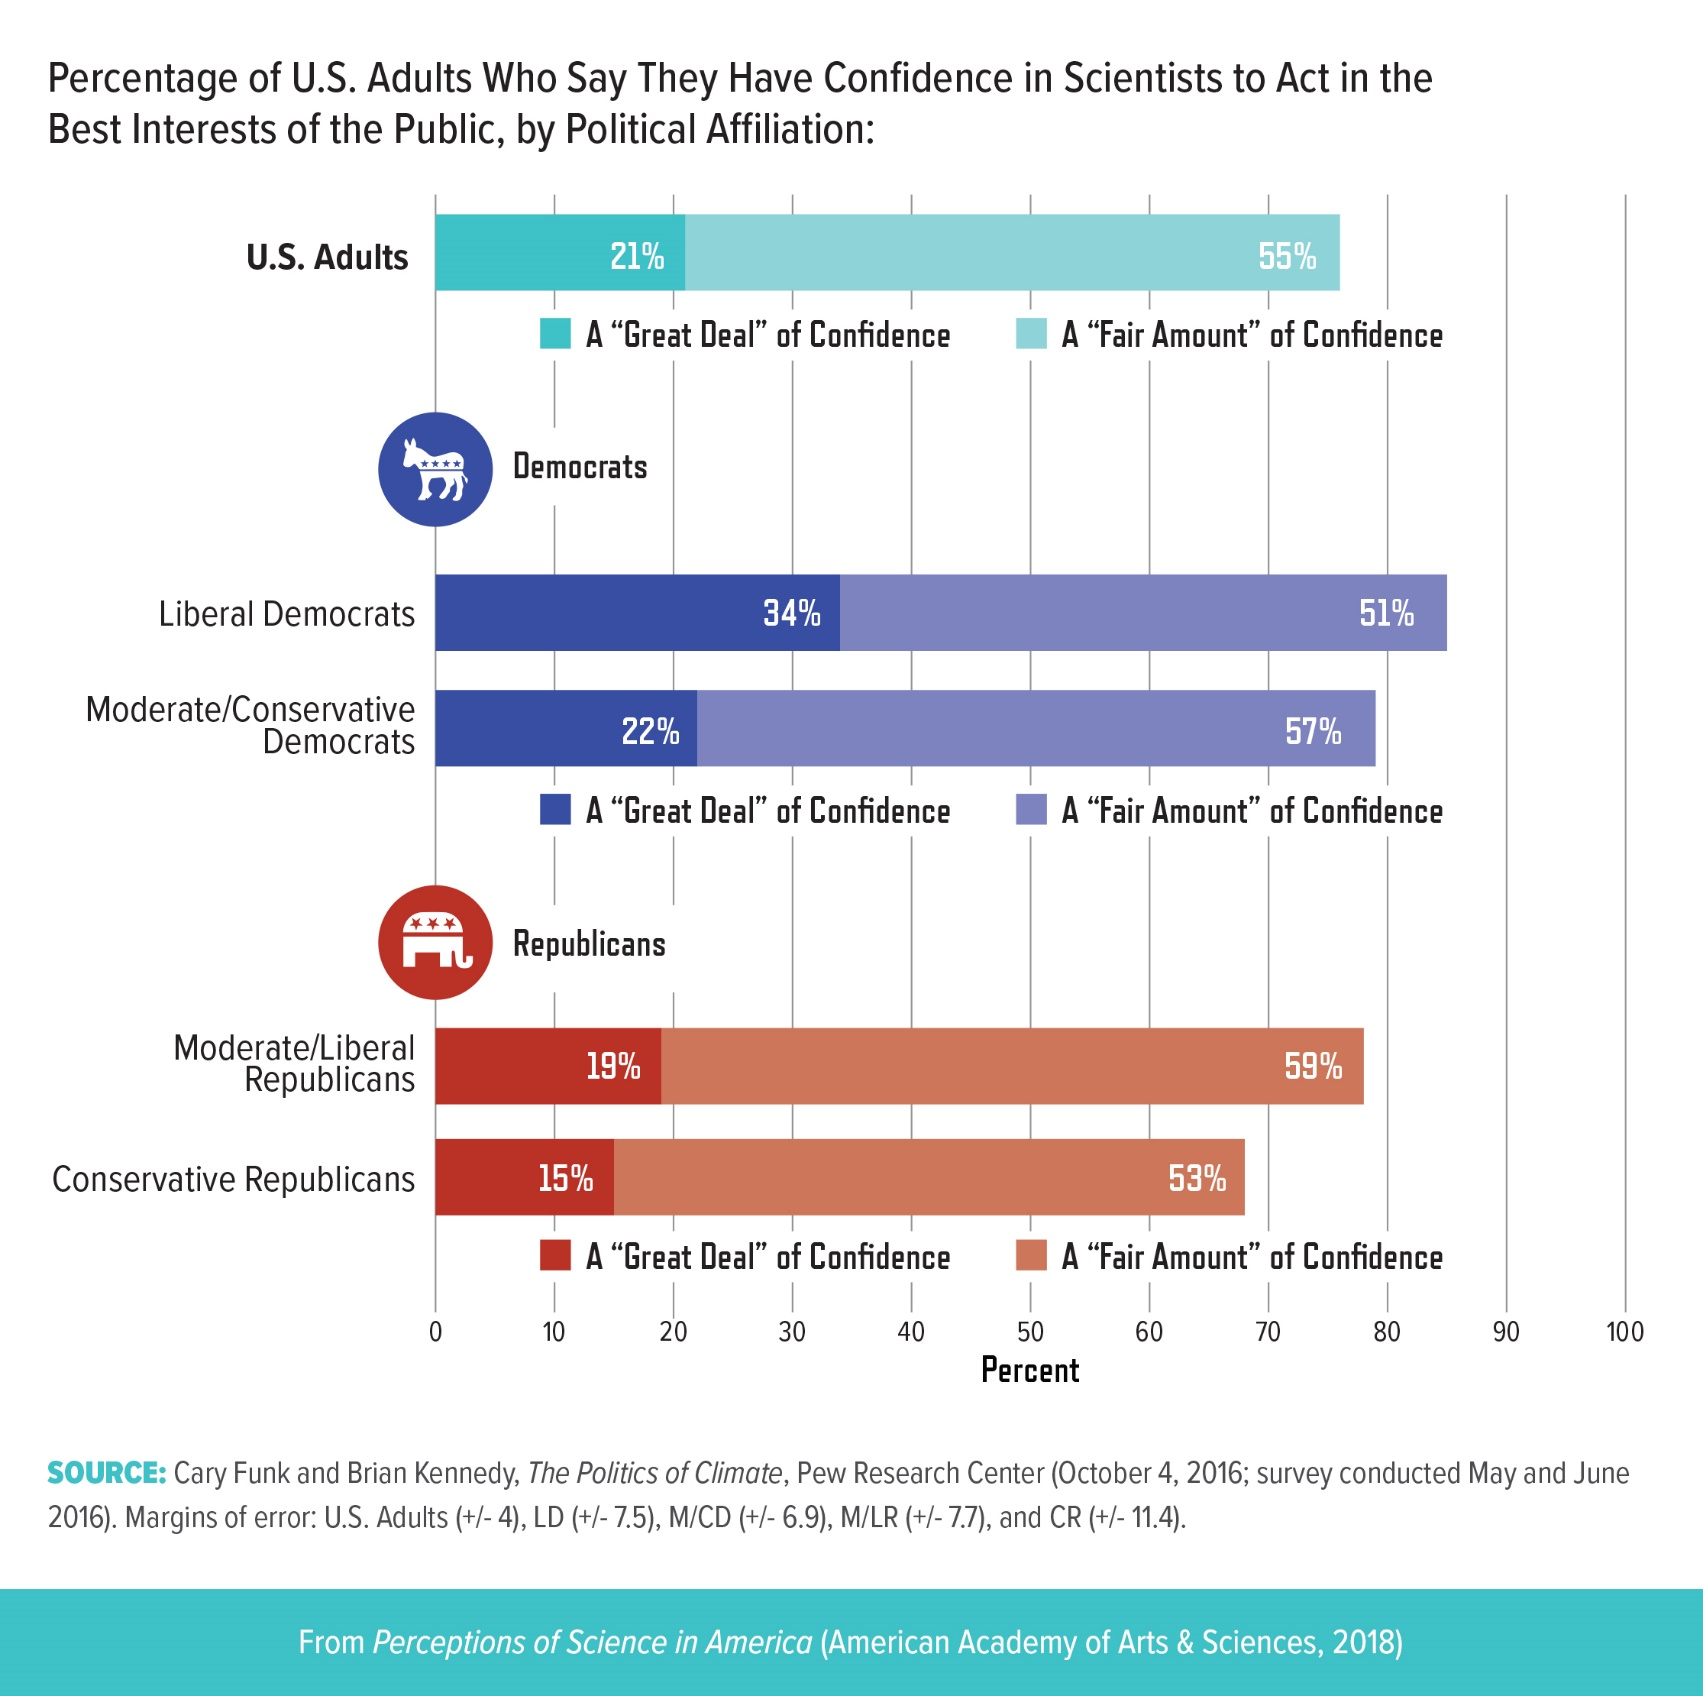 Percentage of U.S. Adults Who Say They Have Confidence in Scientists to Act in the
Best Interests of the Public, by Political Affiliation:
U.S. Adults
21%
55%
A “Great Deal” of Confidence
A “Fair Amount” of Confidence
Democrats
Liberal Democrats
34%
51%
Moderate/Conservative
Democrats
22%
57%
A “Great Deal” of Confidence
A “Fair Amount” of Confidence
Republicans
Moderate/Liberal
Republicans
19%
59%
Conservative Republicans
15%
53%
A “Great Deal” of Confidence
A “Fair Amount” of Confidence
0 10 20 30 40 50 60 70 80 90 100
Percent
SOURCE: Cary Funk and Brian Kennedy, The Politics of Climate, Pew Research Center (October 4, 2016; survey conducted May and June
2016). Margins of error: U.S. Adults (+/- 4), LD (+/- 7.5), M/CD (+/- 6.9), M/LR (+/- 7.7), and CR (+/- 11.4).
From Perceptions of Science in America (American Academy of Arts & Sciences, 2018)